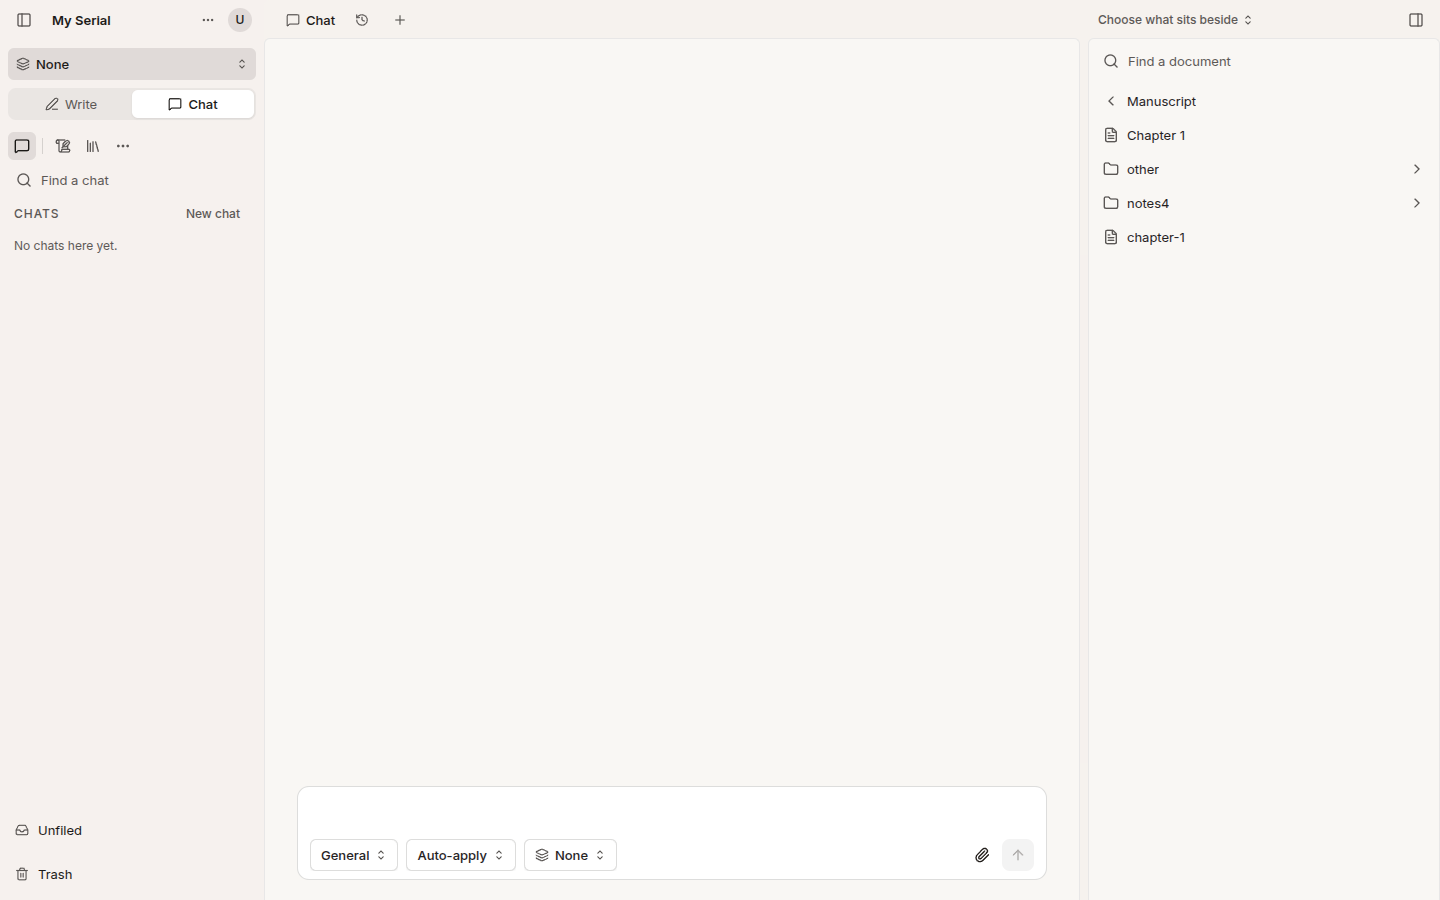 My Serial
U
None
Write
Chat
Find a chat
CHATS
New chat
No chats here yet.
Unfiled
Trash
Chat
General
Auto-apply
None
Choose what sits beside
Find a document
Manuscript
Chapter 1
other
notes4
chapter-1